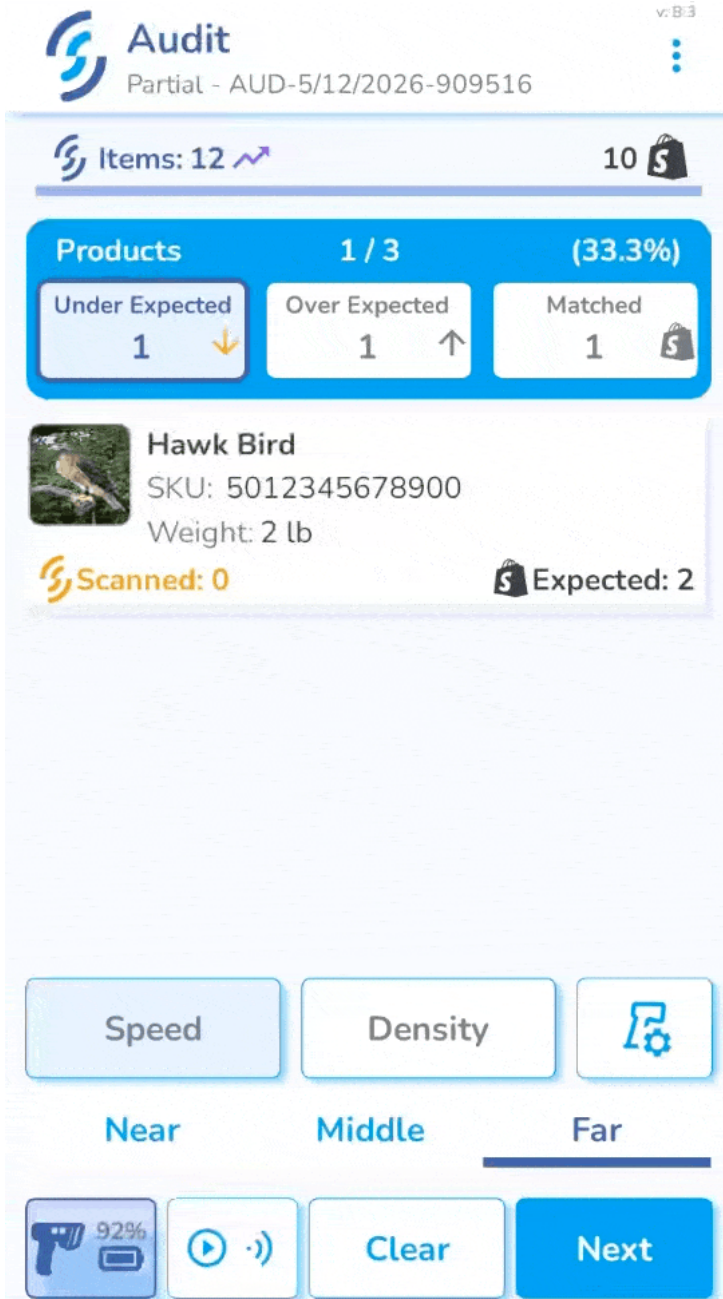 v: B 3
Audit
Partial - AUD-5/12/2026-909516
Items: 12
10
Products 1 / 3 (33.3%)
Under Expected Over Expected Matched
1 1 1
Hawk Bird
SKU: 5012345678900
Weight: 2 lb
Scanned: 0 Expected: 2
Speed Density
Near Middle Far
92%
Clear Next